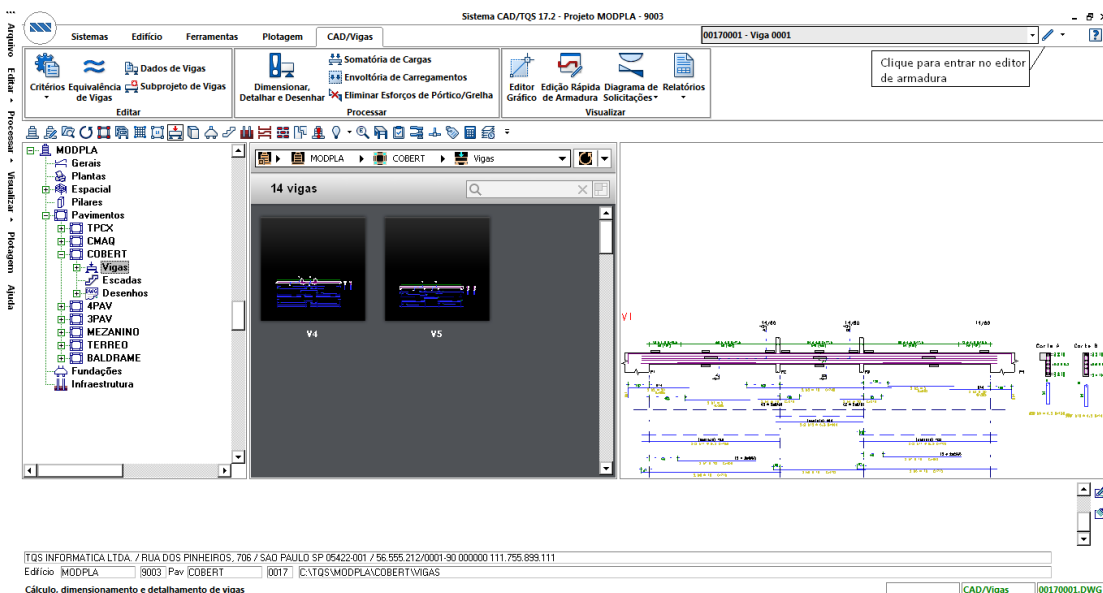 Sistema CAD/TQS 17.2 - Projeto MODPLA - 9003
Arquivo Editar Processar Visualizar Plotagem Ajuda
Sistemas Edifício Ferramentas Plotagem CAD/Vigas
00170001 - Viga 0001
Clique para entrar no editor
de armadura
Critérios
Equivalência
de Vigas
Dados de Vigas
Subprojeto de Vigas
Editar
Dimensionar,
Detalhar e Desenhar
Somatória de Cargas
Envoltória de Carregamentos
Eliminar Esforços de Pórtico/Grelha
Processar
Editor
Gráfico
Edição Rápida
de Armadura
Diagrama de
Solicitações
Relatórios
Visualizar
MODPLA
Gerais
Plantas
Espacial
Pilares
Pavimentos
TPCX
CMAQ
COBERT
Vigas
Escadas
Desenhos
4PAV
3PAV
MEZANINO
TERREO
BALDRAME
Fundações
Infraestrutura
MODPLA COBERT Vigas
14 vigas
V4
V5
V1
Corte A
Corte B
TQS INFORMATICA LTDA. / RUA DOS PINHEIROS, 706 / SAO PAULO SP 05422-001 / 56.555.212/0001-90 000000 111.755.899.111
Edifício MODPLA 9003 Pav COBERT 0017 C:\TQS\MODPLA\COBERT\VIGAS
Cálculo, dimensionamento e detalhamento de vigas
CAD/Vigas
00170001.DWG